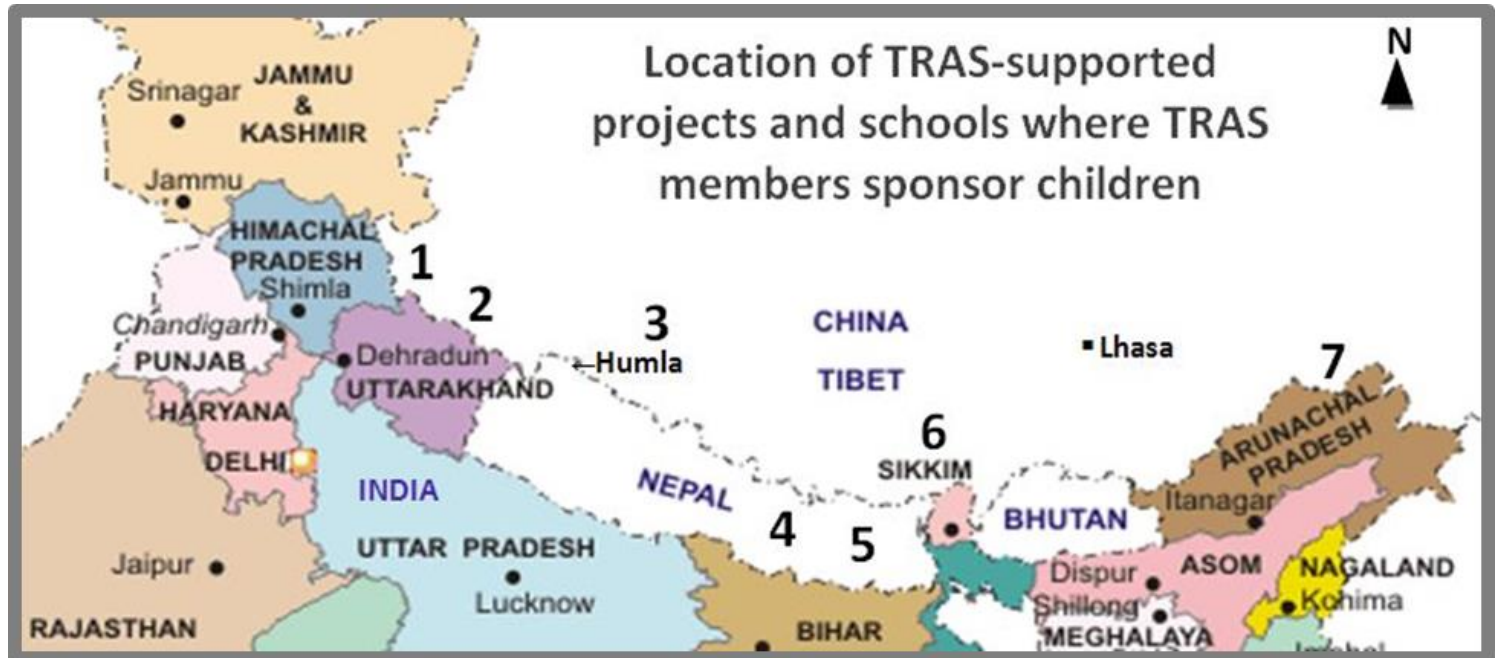 Location of TRAS-supported
projects and schools where TRAS
members sponsor children
N
JAMMU
&
KASHMIR
Srinagar
Jammu
HIMACHAL
PRADESH
Shimla
1
2
3
←Humla
CHINA
TIBET
Lhasa
7
Chandigarh
PUNJAB
Dehradun
UTTARAKHAND
HARYANA
DELHI
INDIA
NEPAL
4
5
6
SIKKIM
BHUTAN
ARUNACHAL
PRADESH
Itanagar
UTTAR PRADESH
Lucknow
Jaipur
RAJASTHAN
BIHAR
Dispur
ASOM
Shillong
MEGHALAYA
NAGALAND
Kohima